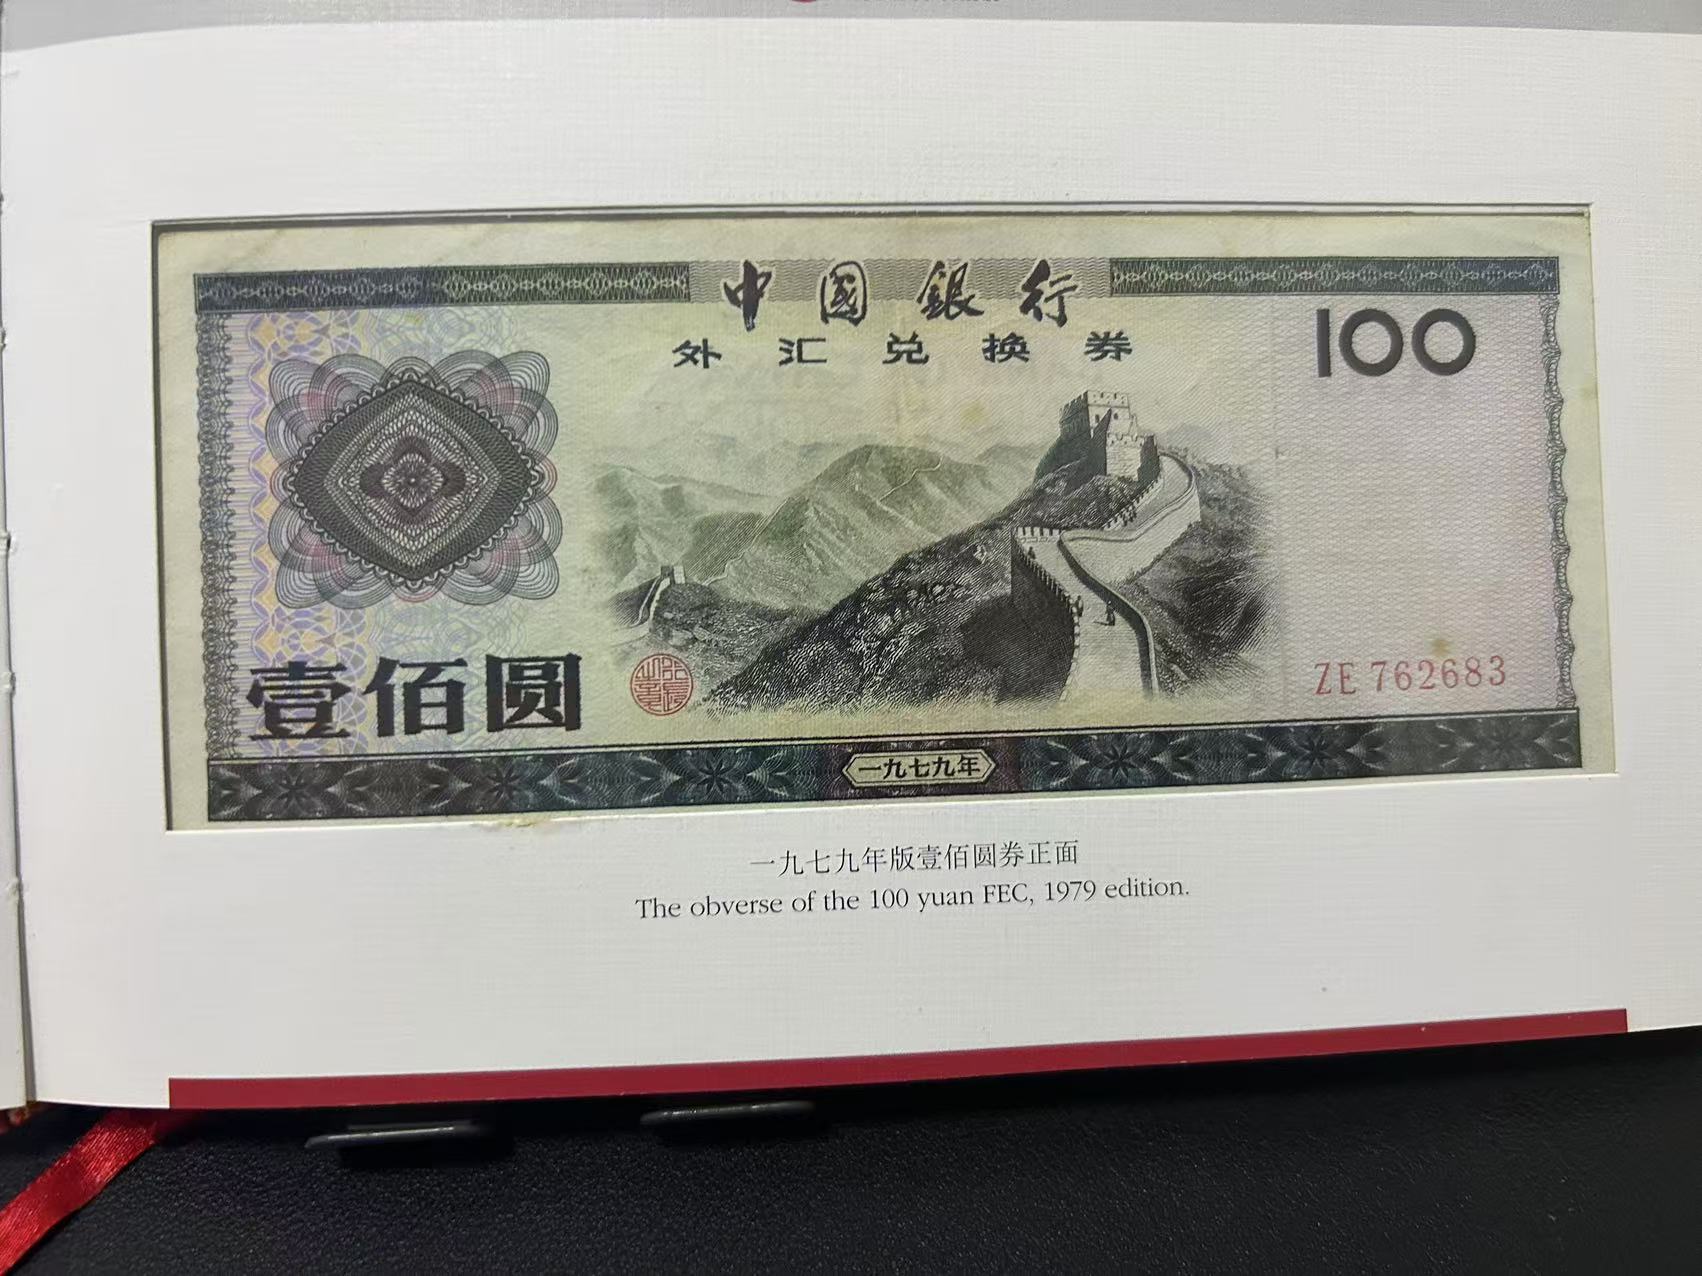 中國銀行
外汇兑换券
100
壹佰圆
ZE 762683
一九七九年
一九七九年版壹佰圆券正面
The obverse of the 100 yuan FEC, 1979 edition.